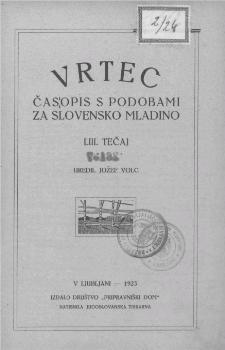 2/24
VRTEC
ČASOPIS S PODOBAMI
ZA SLOVENSKO MLADINO
LIII. TEČAJ
UREDIL JOŽEF VOLC
V LJUBLJANI — 1923
IZDALO DRUŠTVO „PRIPRAVNIŠKI DOM"
NATISNILA JUGOSLOVANSKA TISKARNA